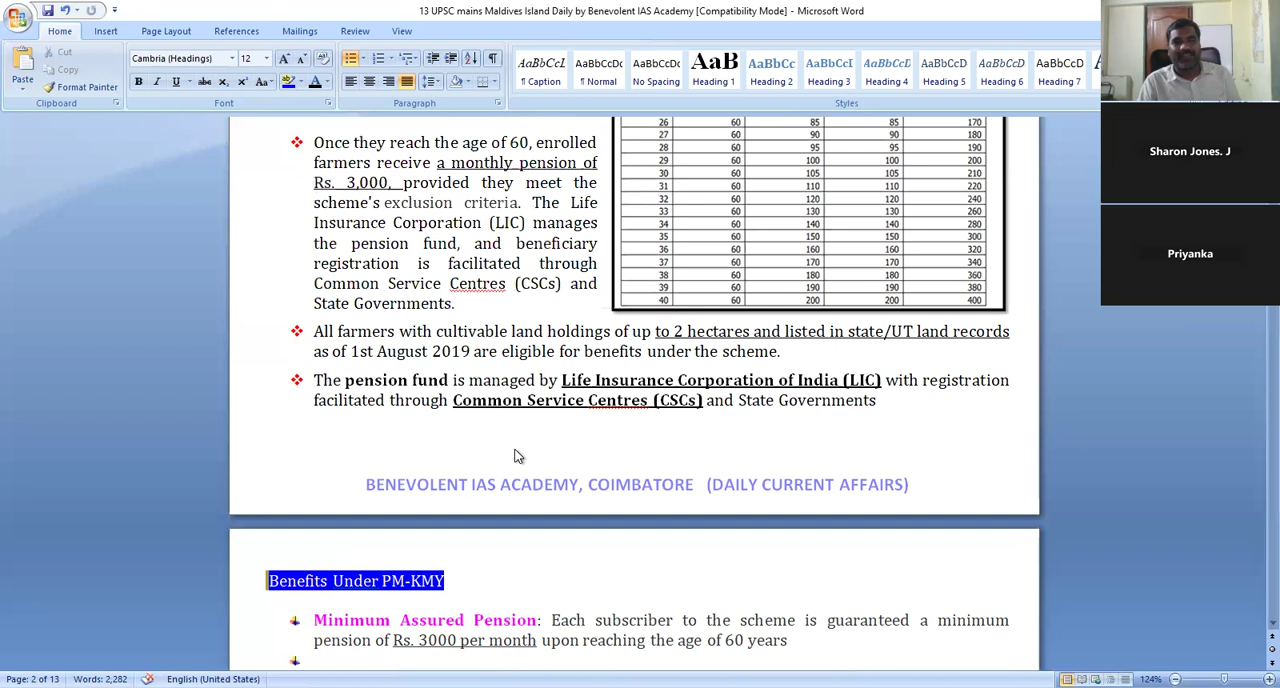 13 UPSC mains Maldives Island Daily by Benevolent IAS Academy [Compatibility Mode] - Microsoft Word
Home Insert Page Layout References Mailings Review View
Paste
Cut
Copy
Format Painter
Clipboard
Cambria (Headings) 12
B I U abc x₂ x² Aa
Font
Paragraph
AaBbCcI AaBbCcDc AaBbCcDc AaB AaBbCc AaBbCcI AaBbCcI AaBbCcD AaBbCcD AaBbCcD
¶ Caption ¶ Normal No Spacing Heading 1 Heading 2 Heading 3 Heading 4 Heading 5 Heading 6 Heading 7
Styles
Sharon Jones. J
Priyanka
Once they reach the age of 60, enrolled
farmers receive a monthly pension of
Rs. 3,000, provided they meet the
scheme's exclusion criteria. The Life
Insurance Corporation (LIC) manages
the pension fund, and beneficiary
registration is facilitated through
Common Service Centres (CSCs) and
State Governments.
26 60 85 85 170
27 60 90 90 180
28 60 95 95 190
29 60 100 100 200
30 60 105 105 210
31 60 110 110 220
32 60 120 120 240
33 60 130 130 260
34 60 140 140 280
35 60 150 150 300
36 60 160 160 320
37 60 170 170 340
38 60 180 180 360
39 60 190 190 380
40 60 200 200 400
All farmers with cultivable land holdings of up to 2 hectares and listed in state/UT land records
as of 1st August 2019 are eligible for benefits under the scheme.
The pension fund is managed by Life Insurance Corporation of India (LIC) with registration
facilitated through Common Service Centres (CSCs) and State Governments
BENEVOLENT IAS ACADEMY, COIMBATORE (DAILY CURRENT AFFAIRS)
Benefits Under PM-KMY
Minimum Assured Pension: Each subscriber to the scheme is guaranteed a minimum
pension of Rs. 3000 per month upon reaching the age of 60 years
Page: 2 of 13 Words: 2,282 English (United States) 124%